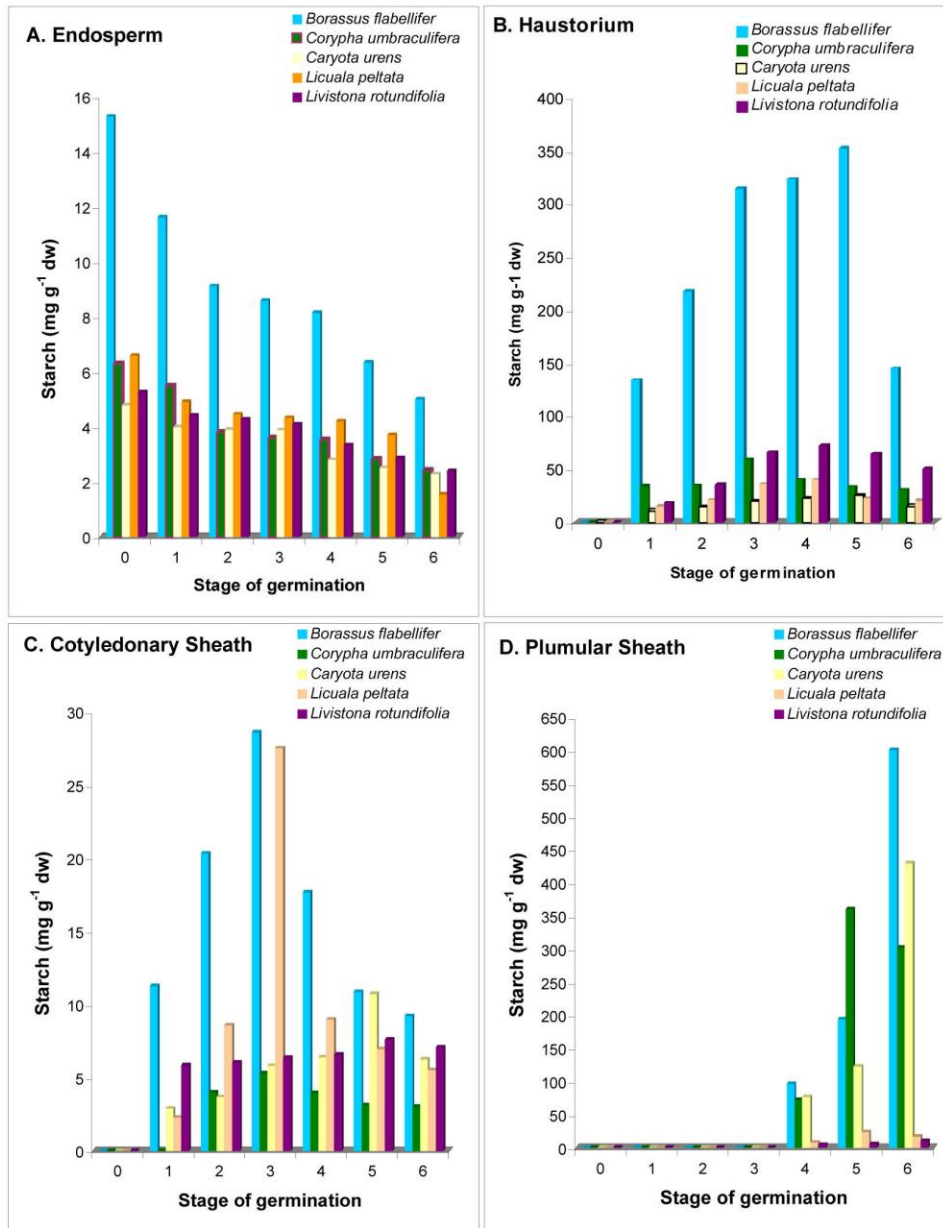 A. Endosperm
Borassus flabellifer
Corypha umbraculifera
Caryota urens
Licuala peltata
Livistona rotundifolia
16
14
12
10
8
6
4
2
0
Starch (mg g⁻¹ dw)
0 1 2 3 4 5 6
Stage of germination
B. Haustorium
Borassus flabellifer
Corypha umbraculifera
Caryota urens
Licuala peltata
Livistona rotundifolia
400
350
300
250
200
150
100
50
0
Starch (mg g-1 dw)
0 1 2 3 4 5 6
Stage of germination
C. Cotyledonary Sheath
Borassus flabellifer
Corypha umbraculifera
Caryota urens
Licuala peltata
Livistona rotundifolia
30
25
20
15
10
5
0
Starch (mg g⁻¹ dw)
0 1 2 3 4 5 6
Stage of germination
D. Plumular Sheath
Borassus flabellifer
Corypha umbraculifera
Caryota urens
Licuala peltata
Livistona rotundifolia
650
600
550
500
450
400
350
300
250
200
150
100
50
0
Starch (mg g⁻¹ dw)
0 1 2 3 4 5 6
Stage of germination